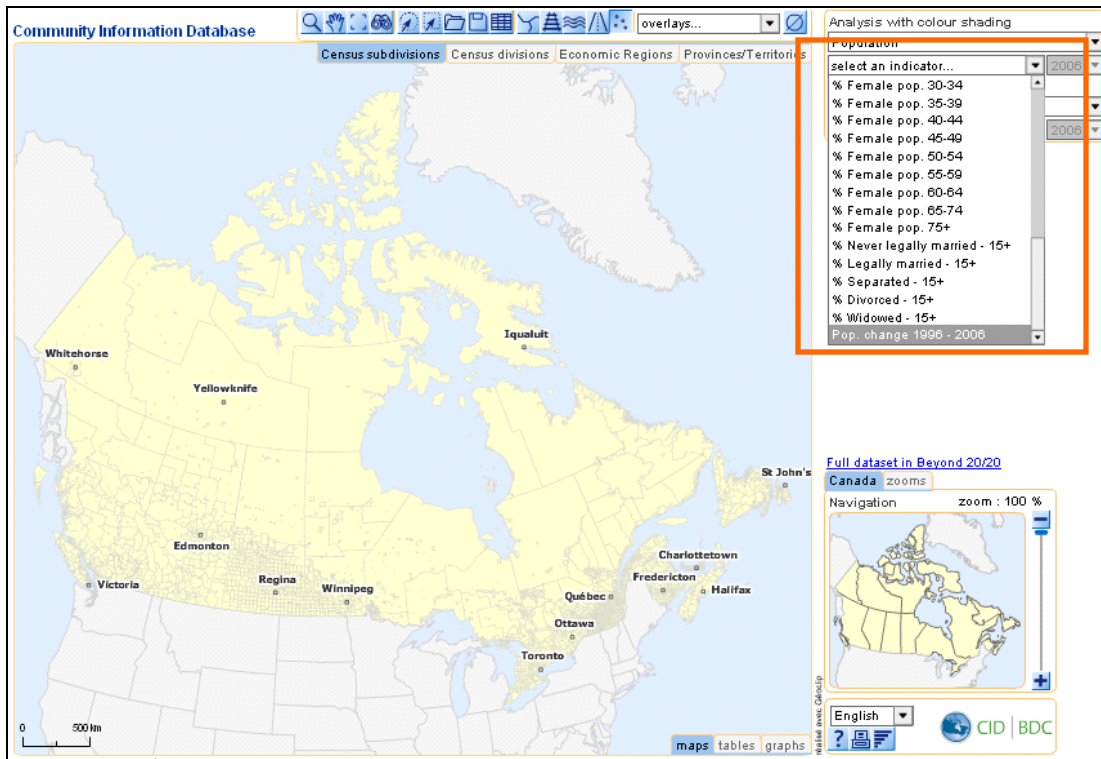 Community Information Database
overlays...
Census subdivisions
Census divisions
Economic Regions
Provinces/Territories
Analysis with colour shading
Population
select an indicator...
2006
% Female pop. 30-34
% Female pop. 35-39
% Female pop. 40-44
% Female pop. 45-49
2006
% Female pop. 50-54
% Female pop. 55-59
% Female pop. 60-64
% Female pop. 65-74
% Female pop. 75+
% Never legally married - 15+
% Legally married - 15+
% Separated - 15+
% Divorced - 15+
% Widowed - 15+
Pop. change 1996 - 2006
Iqualuit
Whitehorse
Yellowknife
St John's
Edmonton
Charlottetown
Victoria
Regina
Winnipeg
Fredericton
Halifax
Québec
Ottawa
Toronto
0 500 km
maps
tables
graphs
Full dataset in Beyond 20/20
Canada
zooms
Navigation
zoom : 100 %
réalisé avec Géoclip
English
?
CID | BDC